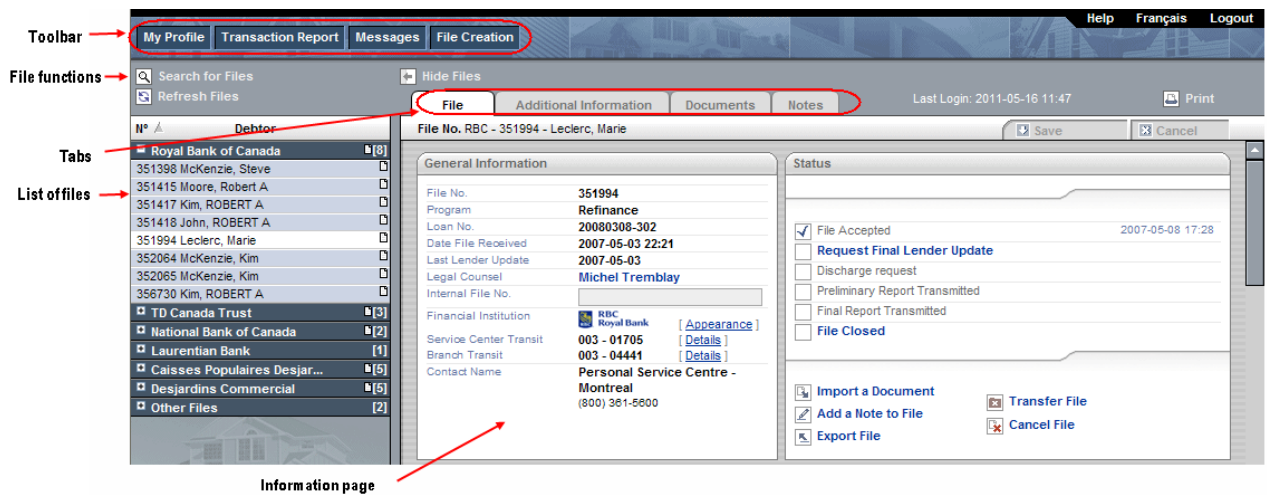 Help Français Logout
Toolbar
My Profile Transaction Report Messages File Creation
File functions
Search for Files
Refresh Files
Hide Files
File Additional Information Documents Notes
Last Login: 2011-05-16 11:47
Print
Tabs
List of files
Nº Debtor
Royal Bank of Canada [8]
351398 McKenzie, Steve
351415 Moore, Robert A
351417 Kim, ROBERT A
351418 John, ROBERT A
351994 Leclerc, Marie
352064 McKenzie, Kim
352065 McKenzie, Kim
356730 Kim, ROBERT A
TD Canada Trust [3]
National Bank of Canada [2]
Laurentian Bank [1]
Caisses Populaires Desjar... [5]
Desjardins Commercial [5]
Other Files [2]
File No. RBC - 351994 - Leclerc, Marie
Save Cancel
General Information
File No. 351994
Program Refinance
Loan No. 20080308-302
Date File Received 2007-05-03 22:21
Last Lender Update 2007-05-03
Legal Counsel Michel Tremblay
Internal File No.
Financial Institution RBC Royal Bank [ Appearance ]
Service Center Transit 003 - 01705 [ Details ]
Branch Transit 003 - 04441 [ Details ]
Contact Name Personal Service Centre -
Montreal
(800) 361-5600
Status
File Accepted 2007-05-08 17:28
Request Final Lender Update
Discharge request
Preliminary Report Transmitted
Final Report Transmitted
File Closed
Import a Document
Add a Note to File
Export File
Transfer File
Cancel File
Information page